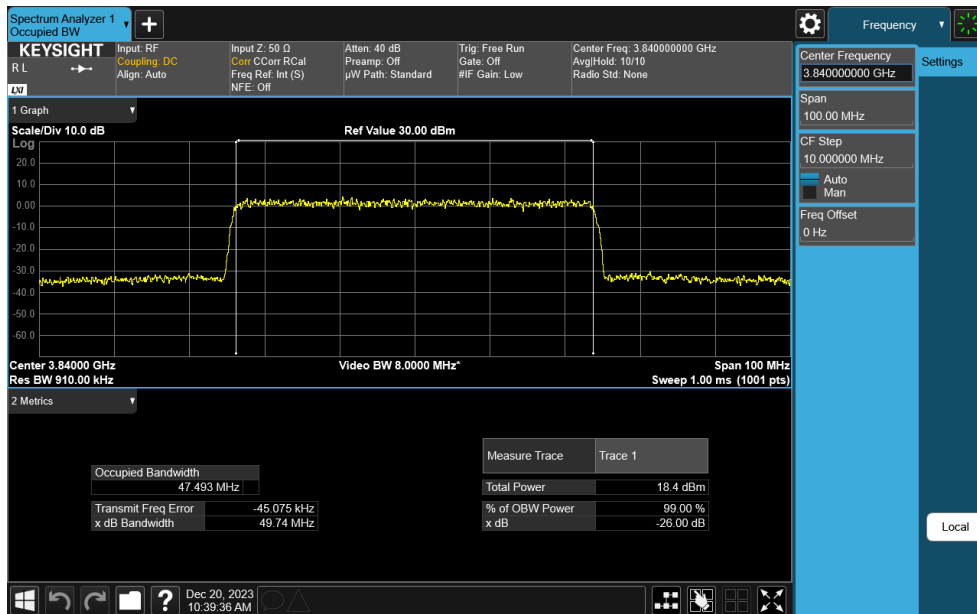 Spectrum Analyzer 1
Occupied BW
Frequency
KEYSIGHT
R L
LXI
Input: RF
Coupling: DC
Align: Auto
Input Z: 50 Ω
Corr CCorr RCal
Freq Ref: Int (S)
NFE: Off
Atten: 40 dB
Preamp: Off
µW Path: Standard
Trig: Free Run
Gate: Off
#IF Gain: Low
Center Freq: 3.840000000 GHz
Avg|Hold: 10/10
Radio Std: None
Center Frequency
3.840000000 GHz
Settings
Span
100.00 MHz
CF Step
10.000000 MHz
Auto
Man
Freq Offset
0 Hz
Local
1 Graph
Scale/Div 10.0 dB
Ref Value 30.00 dBm
Log
20.0
10.0
0.00
-10.0
-20.0
-30.0
-40.0
-50.0
-60.0
Center 3.84000 GHz
Video BW 8.0000 MHz*
Span 100 MHz
Res BW 910.00 kHz
Sweep 1.00 ms (1001 pts)
2 Metrics
Measure Trace Trace 1
Occupied Bandwidth
47.493 MHz
Total Power 18.4 dBm
Transmit Freq Error -45.075 kHz
% of OBW Power 99.00 %
x dB Bandwidth 49.74 MHz
x dB -26.00 dB
?
Dec 20, 2023
10:39:36 AM